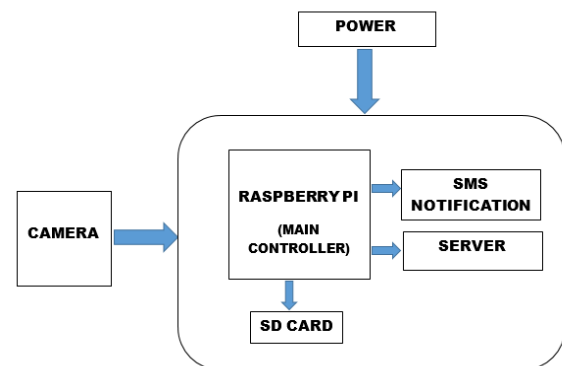 POWER
RASPBERRY PI
(MAIN
CONTROLLER)
SMS
NOTIFICATION
CAMERA
SERVER
SD CARD